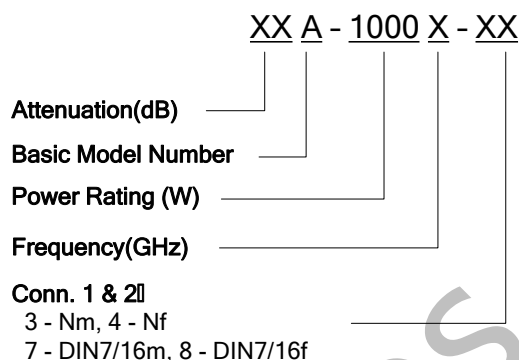 XX A - 1000 X - XX
Attenuation(dB)
Basic Model Number
Power Rating (W)
Frequency(GHz)
Conn. 1 & 2
3 - Nm, 4 - Nf
7 - DIN7/16m, 8 - DIN7/16f